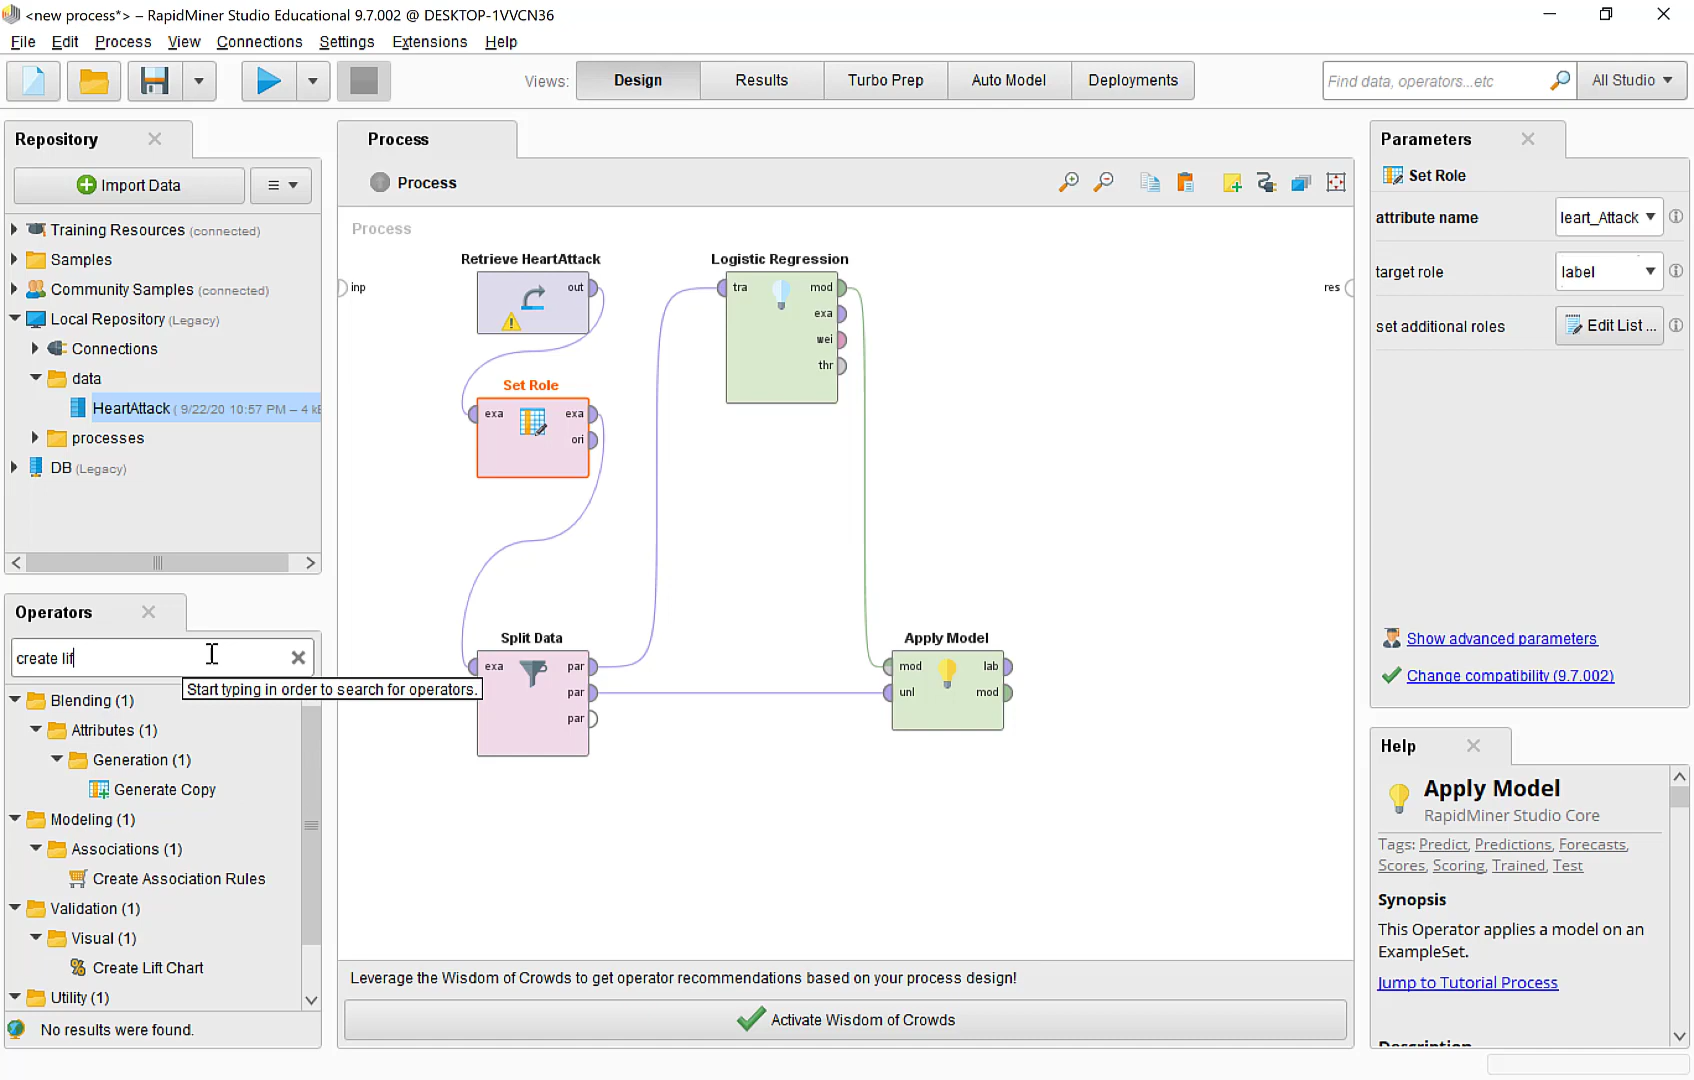 <new process*> – RapidMiner Studio Educational 9.7.002 @ DESKTOP-1VVCN36
File Edit Process View Connections Settings Extensions Help
Views: Design Results Turbo Prep Auto Model Deployments
Find data, operators...etc
All Studio
Repository
Import Data
Training Resources (connected)
Samples
Community Samples (connected)
Local Repository (Legacy)
Connections
data
HeartAttack ( 9/22/20 10:57 PM – 4 kB
processes
DB (Legacy)
Operators
create lif
Start typing in order to search for operators.
Blending (1)
Attributes (1)
Generation (1)
Generate Copy
Modeling (1)
Associations (1)
Create Association Rules
Validation (1)
Visual (1)
Create Lift Chart
Utility (1)
No results were found.
Process
Process
Process
inp
res
Retrieve HeartAttack
out
Set Role
exa exa
ori
Split Data
exa par
par
par
Logistic Regression
tra mod
exa
wei
thr
Apply Model
mod lab
unl mod
Leverage the Wisdom of Crowds to get operator recommendations based on your process design!
Activate Wisdom of Crowds
Parameters
Set Role
attribute name leart_Attack
target role label
set additional roles Edit List ...
Show advanced parameters
Change compatibility (9.7.002)
Help
Apply Model
RapidMiner Studio Core
Tags: Predict, Predictions, Forecasts,
Scores, Scoring, Trained, Test
Synopsis
This Operator applies a model on an
ExampleSet.
Jump to Tutorial Process
Description